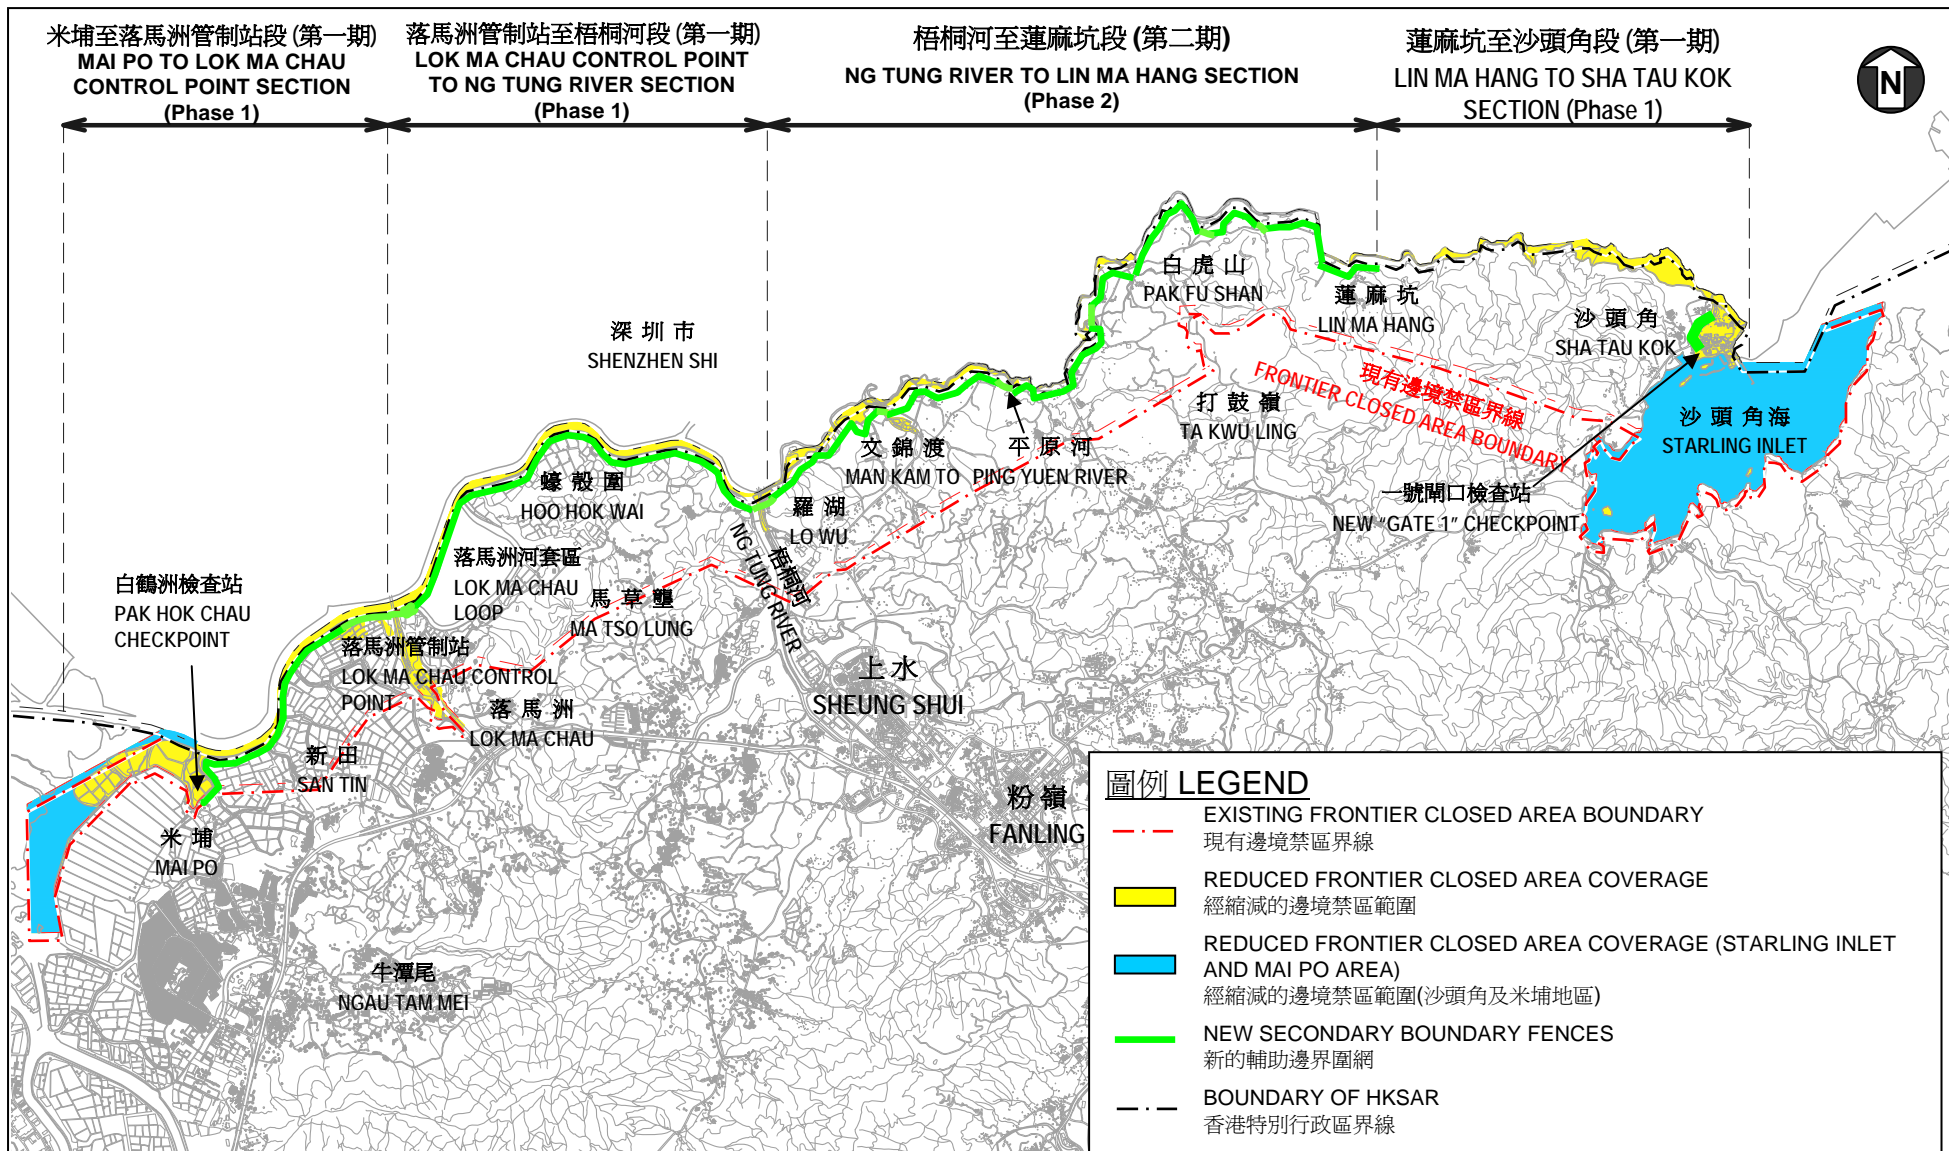 米埔至落馬洲管制站段 (第一期)
MAI PO TO LOK MA CHAU
CONTROL POINT SECTION
(Phase 1)
落馬洲管制站至梧桐河段 (第一期)
LOK MA CHAU CONTROL POINT
TO NG TUNG RIVER SECTION
(Phase 1)
梧桐河至蓮麻坑段 (第二期)
NG TUNG RIVER TO LIN MA HANG SECTION
(Phase 2)
蓮麻坑至沙頭角段 (第一期)
LIN MA HANG TO SHA TAU KOK
SECTION (Phase 1)
N
深圳市
SHENZHEN SHI
白虎山
PAK FU SHAN
蓮麻坑
LIN MA HANG
沙頭角
SHA TAU KOK
現有邊境禁區界線
FRONTIER CLOSED AREA BOUNDARY
打鼓嶺
TA KWU LING
沙頭角海
STARLING INLET
文錦渡
MAN KAM TO
平原河
PING YUEN RIVER
一號閘口檢查站
NEW “GATE 1” CHECKPOINT
蠔殼圍
HOO HOK WAI
羅湖
LO WU
梧桐河
NG TUNG RIVER
落馬洲河套區
LOK MA CHAU
LOOP
白鶴洲檢查站
PAK HOK CHAU
CHECKPOINT
馬草壟
MA TSO LUNG
落馬洲管制站
LOK MA CHAU CONTROL
POINT
上水
SHEUNG SHUI
落馬洲
LOK MA CHAU
新田
SAN TIN
粉嶺
FANLING
米埔
MAI PO
牛潭尾
NGAU TAM MEI
圖例 LEGEND
EXISTING FRONTIER CLOSED AREA BOUNDARY
現有邊境禁區界線
REDUCED FRONTIER CLOSED AREA COVERAGE
經縮減的邊境禁區範圍
REDUCED FRONTIER CLOSED AREA COVERAGE (STARLING INLET
AND MAI PO AREA)
經縮減的邊境禁區範圍(沙頭角及米埔地區)
NEW SECONDARY BOUNDARY FENCES
新的輔助邊界圍網
BOUNDARY OF HKSAR
香港特別行政區界線